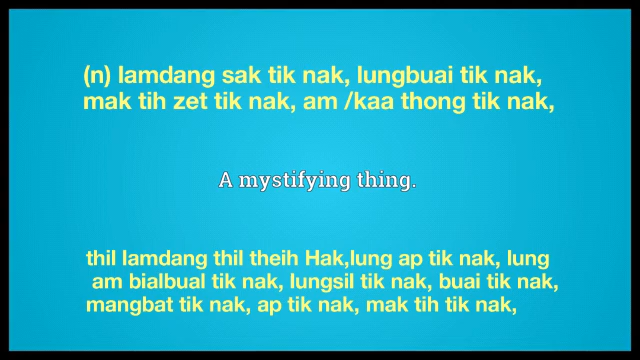 (n) lamdang sak tik nak, lungbuai tik nak,
mak tih zet tik nak, am /kaa thong tik nak,
A mystifying thing.
thil lamdang thil theih Hak,lung ap tik nak, lung
am bialbual tik nak, lungsil tik nak, buai tik nak,
mangbat tik nak, ap tik nak, mak tih tik nak,